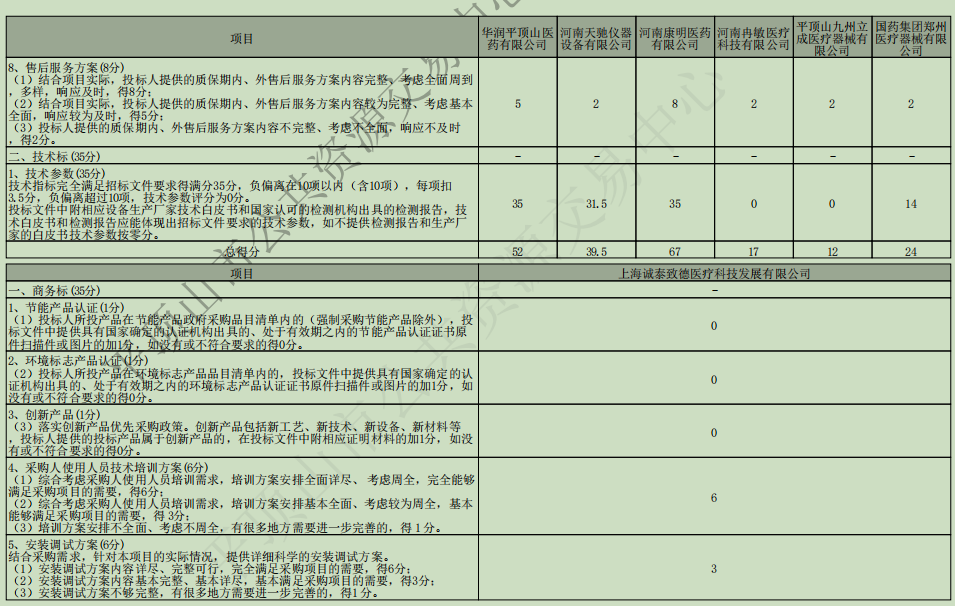 项目 华润平顶山医药有限公司 河南天驰仪器设备有限公司 河南康明医药有限公司 河南冉敏医疗科技有限公司 平顶山九州立成医疗器械有限公司 国药集团郑州医疗器械有限公司
8、售后服务方案(8分)
（1）结合项目实际，投标人提供的质保期内、外售后服务方案内容完整、考虑全面周到
，多样，响应及时，得8分；
（2）结合项目实际，投标人提供的质保期内、外售后服务方案内容较为完整、考虑基本
全面，响应较为及时，得5分；
（3）投标人提供的质保期内、外售后服务方案内容不完整、考虑不全面，响应不及时
，得2分。
5 2 8 2 2 2
二、技术标(35分) - - - - - -
1、技术参数(35分)
技术指标完全满足招标文件要求得满分35分，负偏离在10项以内（含10项），每项扣
3.5分，负偏离超过10项，技术参数评分为0分。
投标文件中附相应设备生产厂家技术白皮书和国家认可的检测机构出具的检测报告，技
术白皮书和检测报告应能体现出招标文件要求的技术参数，如不提供检测报告和生产厂
家的白皮书技术参数按零分。
35 31.5 35 0 0 14
总得分 52 39.5 67 17 12 24
项目 上海诚泰致德医疗科技发展有限公司
一、商务标(35分) -
1、节能产品认证(1分)
（1）投标人所投产品在节能产品政府采购品目清单内的（强制采购节能产品除外），投
标文件中提供具有国家确定的认证机构出具的、处于有效期之内的节能产品认证证书原
件扫描件或图片的加1分，如没有或不符合要求的得0分。
0
2、环境标志产品认证(1分)
（2）投标人所投产品在环境标志产品品目清单内的，投标文件中提供具有国家确定的认
证机构出具的、处于有效期之内的环境标志产品认证证书原件扫描件或图片的加1分，如
没有或不符合要求的得0分。
0
3、创新产品(1分)
（3）落实创新产品优先采购政策。创新产品包括新工艺、新技术、新设备、新材料等
，投标人提供的投标产品属于创新产品的，在投标文件中附相应证明材料的加1分，如没
有或不符合要求的得0分。
0
4、采购人使用人员技术培训方案(6分)
（1）综合考虑采购人使用人员培训需求，培训方案安排全面详尽、 考虑周全，完全能够
满足采购项目的需要，得6分；
（2）综合考虑采购人使用人员培训需求，培训方案安排基本全面、考虑较为周全，基本
能够满足采购项目的需要，得 3分；
（3）培训方案安排不全面、考虑不周全，有很多地方需要进一步完善的，得 1 分。
6
5、安装调试方案(6分)
结合采购需求，针对本项目的实际情况，提供详细科学的安装调试方案。
（1）安装调试方案内容详尽、完整可行，完全满足采购项目的需要，得6分；
（2）安装调试方案内容基本完整、基本详尽，基本满足采购项目的需要，得3分；
（3）安装调试方案不够完整，有很多地方需要进一步完善的，得1 分。
3
平顶山市公共资源交易中心
平顶山市公共资源交易中心